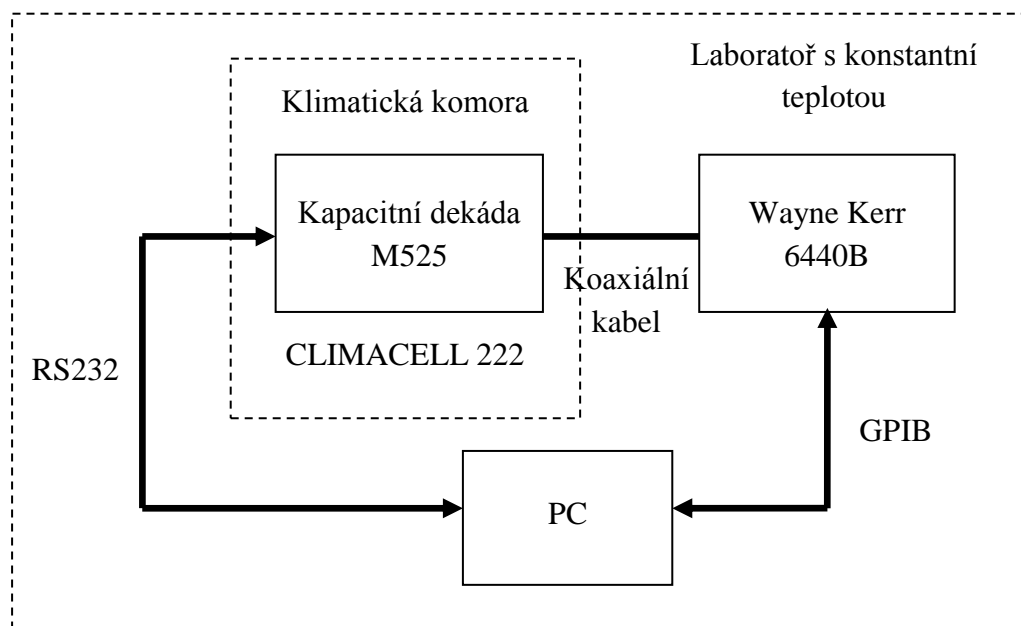 Laboratoř s konstantní
teplotou
Klimatická komora
Kapacitní dekáda
M525
Wayne Kerr
6440B
Koaxiální
kabel
CLIMACELL 222
RS232
GPIB
PC